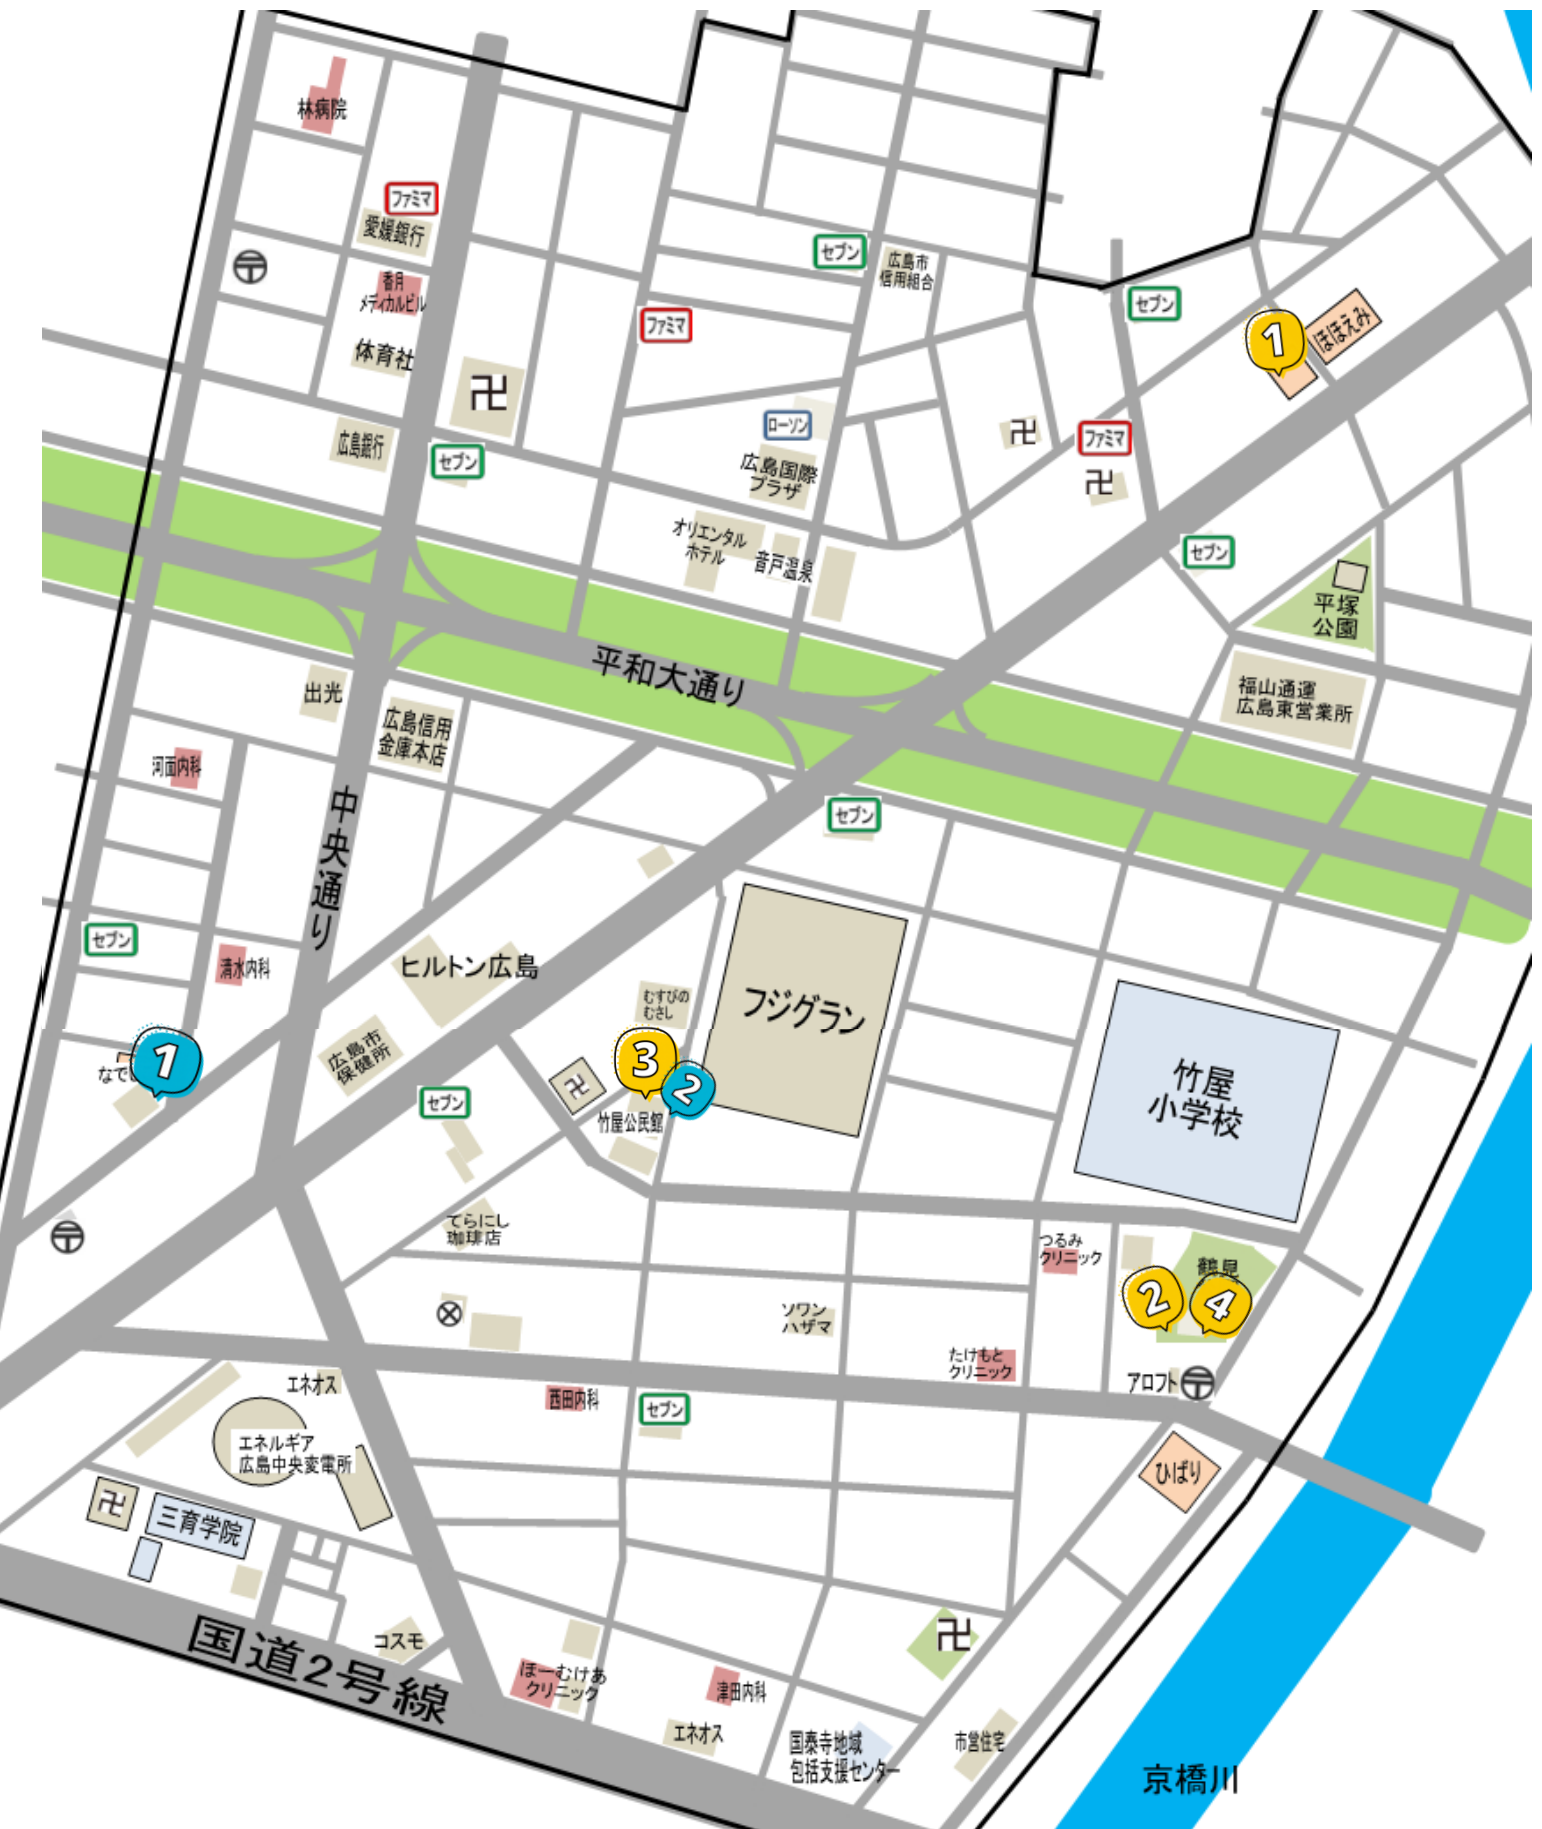 林病院
ファミマ
愛媛銀行
香月
メディカルビル
体育社
広島銀行
セブン
セブン
広島市
信用組合
ファミマ
ローソン
広島国際
プラザ
オリエンタル
ホテル
音戸温泉
セブン
1
ほほえみ
ファミマ
セブン
平塚
公園
福山通運
広島東営業所
平和大通り
出光
広島信用
金庫本店
河面内科
中央通り
セブン
セブン
清水内科
ヒルトン広島
広島市
保健所
むすびの
むさし
フジグラン
竹屋
小学校
1
なでし
セブン
3
2
竹屋公民館
てらにし
珈琲店
つるみ
クリニック
鶴見
2
4
ソワン
ハザマ
たけもと
クリニック
アロフト
エネオス
西田内科
セブン
エネルギア
広島中央変電所
ひばり
三育学院
国道2号線
コスモ
ほーむけあ
クリニック
津田内科
エネオス
国泰寺地域
包括支援センター
市営住宅
京橋川